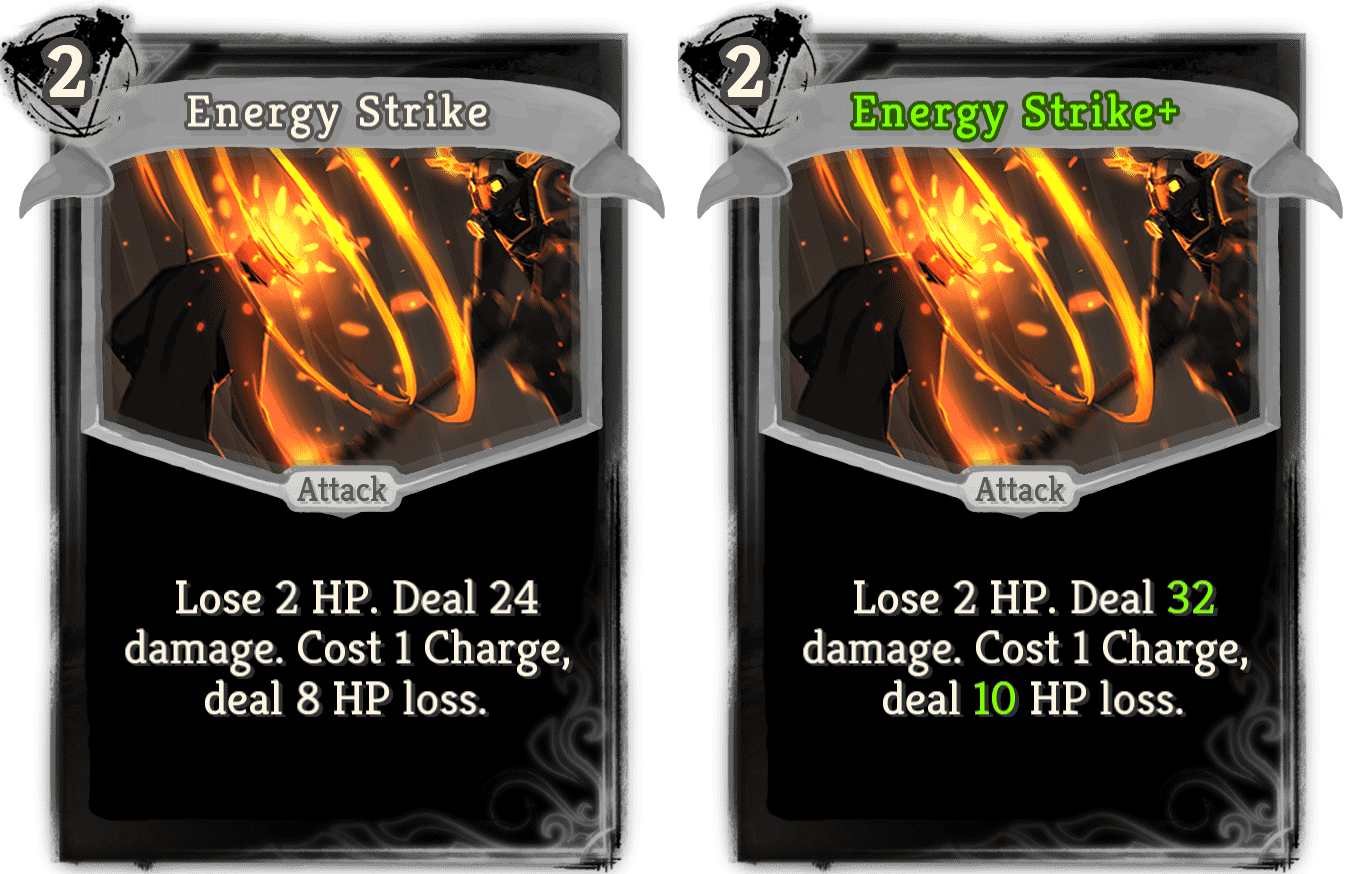 2
Energy Strike
Attack
Lose 2 HP. Deal 24
damage. Cost 1 Charge,
deal 8 HP loss.
2
Energy Strike+
Attack
Lose 2 HP. Deal 32
damage. Cost 1 Charge,
deal 10 HP loss.